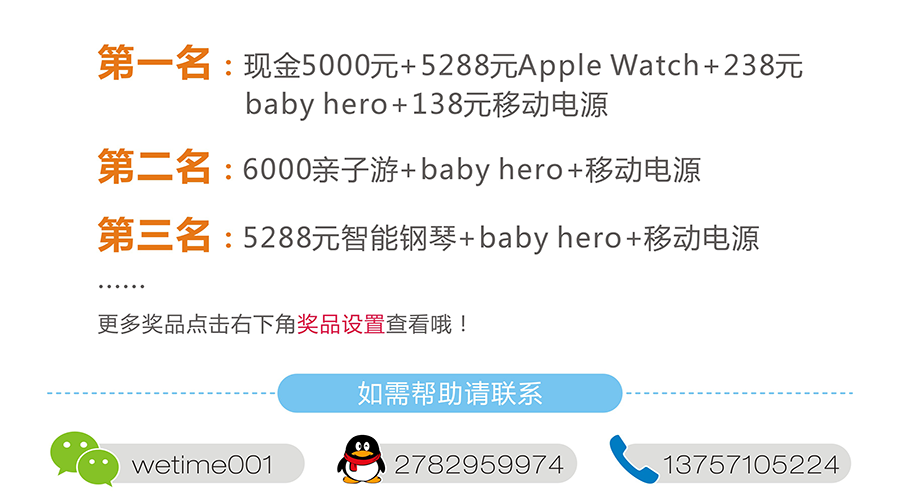 第一名：现金5000元+5288元Apple Watch+238元
baby hero+138元移动电源
第二名：6000亲子游+baby hero+移动电源
第三名：5288元智能钢琴+baby hero+移动电源
......
更多奖品点击右下角奖品设置查看哦！
如需帮助请联系
wetime001 2782959974 13757105224